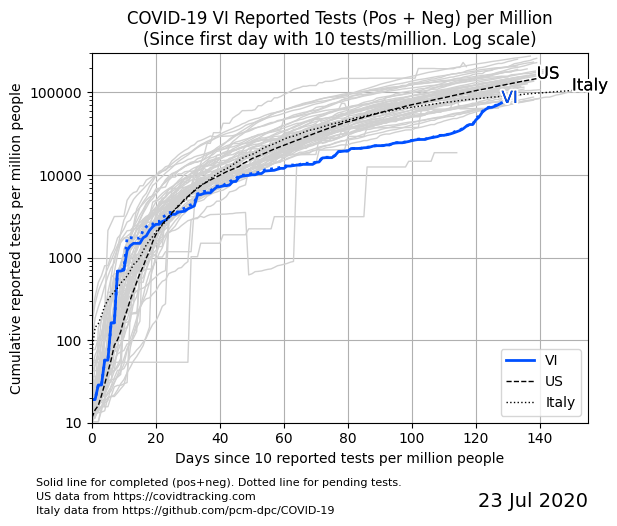 COVID-19 VI Reported Tests (Pos + Neg) per Million
(Since first day with 10 tests/million. Log scale)
Cumulative reported tests per million people
100000
10000
1000
100
10
US
Italy
VI
VI
US
Italy
0 20 40 60 80 100 120 140
Days since 10 reported tests per million people
Solid line for completed (pos+neg). Dotted line for pending tests.
US data from https://covidtracking.com
Italy data from https://github.com/pcm-dpc/COVID-19
23 Jul 2020